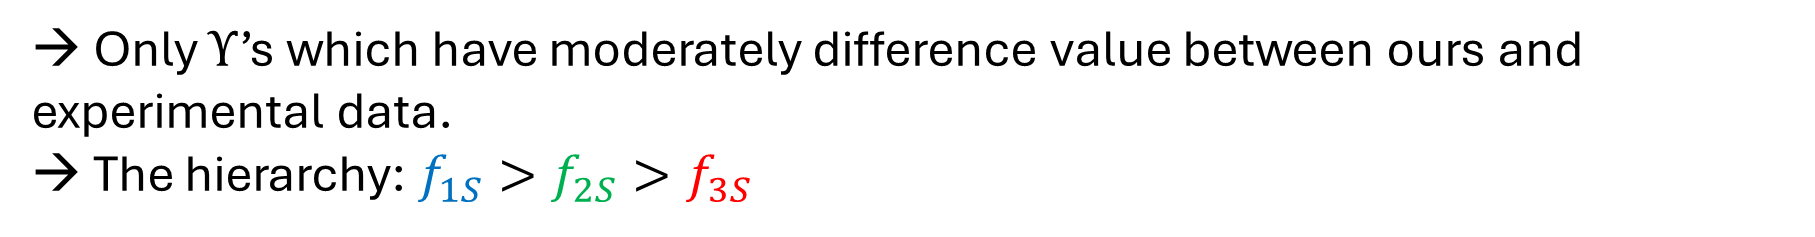 → Only ϒ’s which have moderately difference value between ours and
experimental data.
→ The hierarchy: f₁S > f₂S > f₃S